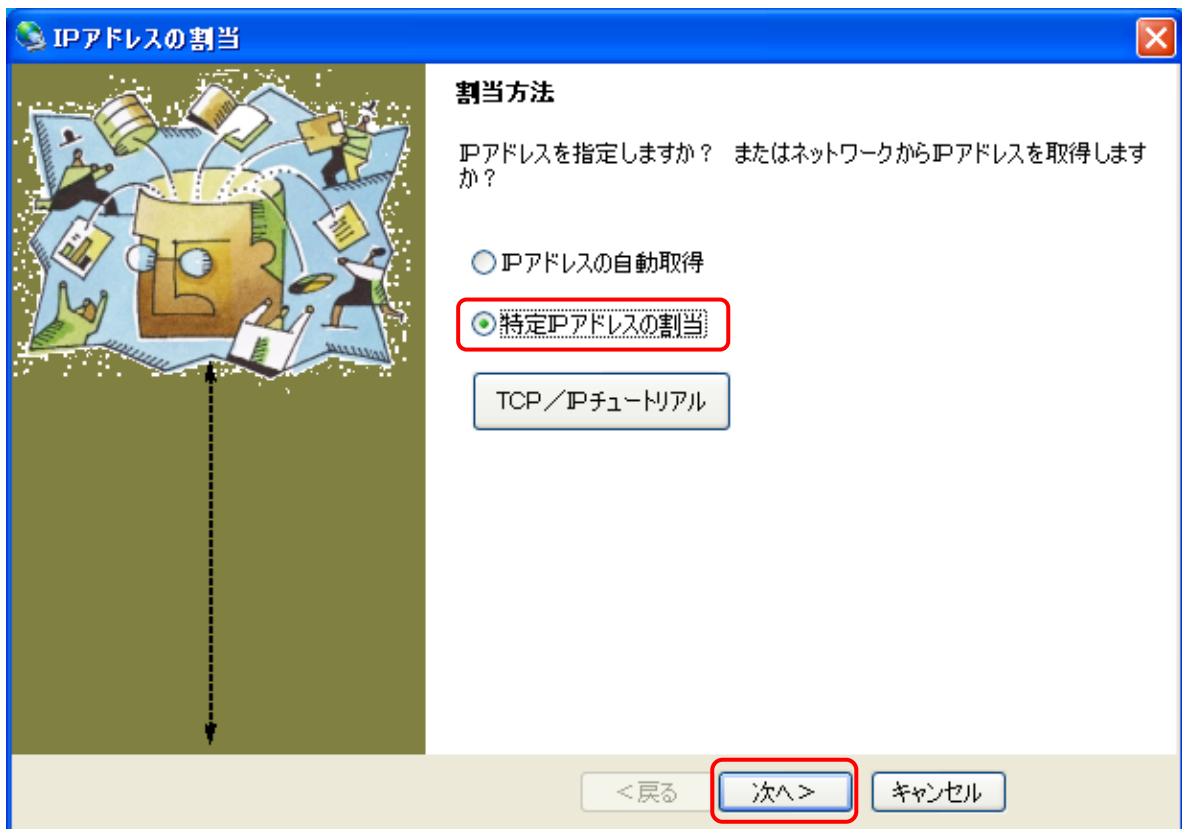 IPアドレスの割当
割当方法
IPアドレスを指定しますか？　またはネットワークからIPアドレスを取得します
か？
IPアドレスの自動取得
特定IPアドレスの割当
TCP／IPチュートリアル
＜戻る
次へ＞
キャンセル